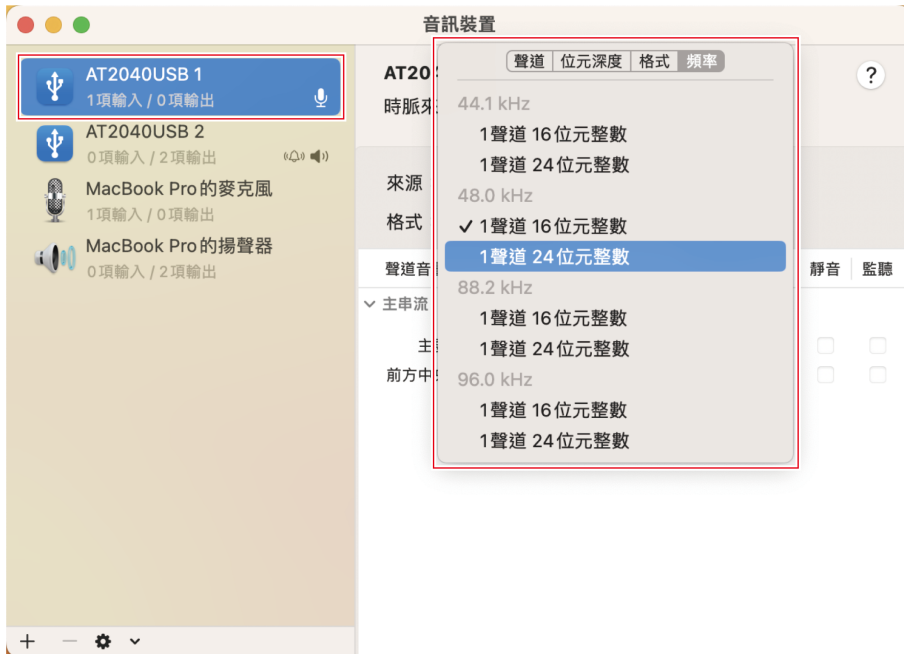 音訊裝置
AT2040USB 1
1項輸入 / 0項輸出
AT2040USB 2
0項輸入 / 2項輸出
MacBook Pro的麥克風
1項輸入 / 0項輸出
MacBook Pro的揚聲器
0項輸入 / 2項輸出
AT20
?
時脈來
來源
格式
聲道音
靜音
監聽
主串流
主
前方中
聲道 位元深度 格式 頻率
44.1 kHz
1聲道 16位元整數
1聲道 24位元整數
48.0 kHz
✓ 1聲道 16位元整數
1聲道 24位元整數
88.2 kHz
1聲道 16位元整數
1聲道 24位元整數
96.0 kHz
1聲道 16位元整數
1聲道 24位元整數